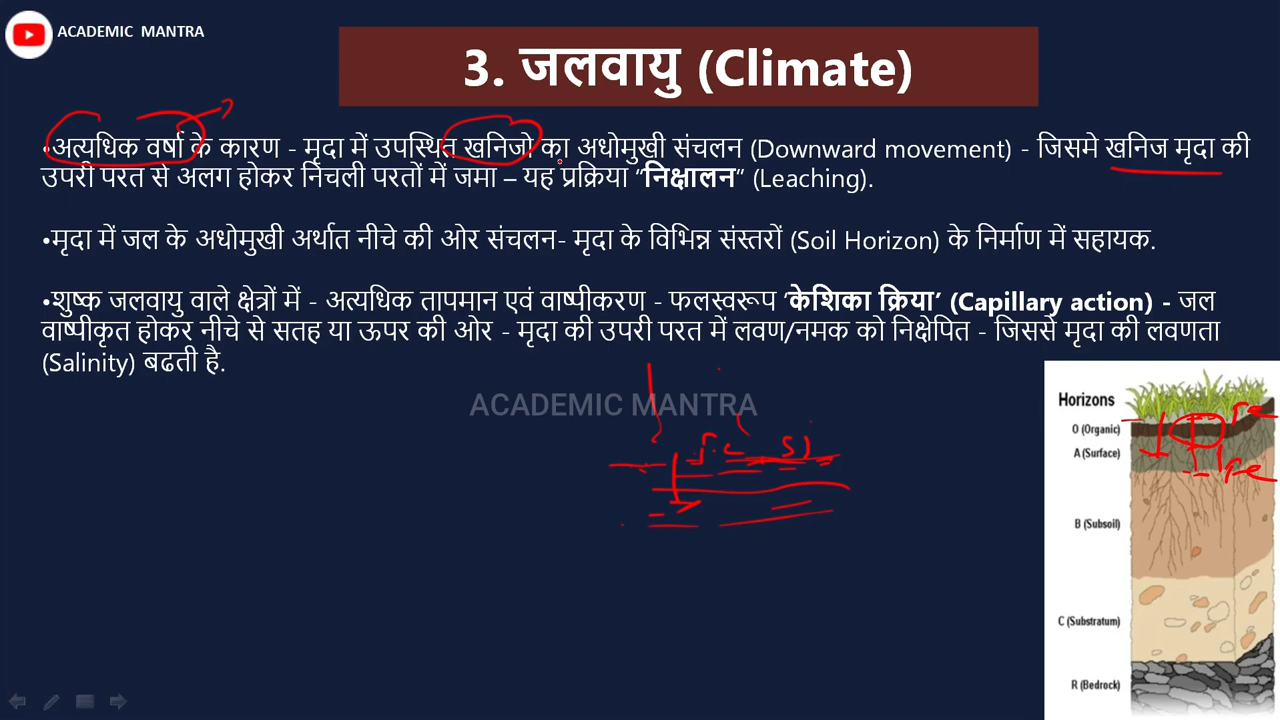 ACADEMIC MANTRA
3. जलवायु (Climate)
•अत्यधिक वर्षा के कारण - मृदा में उपस्थित खनिजो का अधोमुखी संचलन (Downward movement) - जिसमे खनिज मृदा की
उपरी परत से अलग होकर निचली परतों में जमा – यह प्रक्रिया “निक्षालन” (Leaching).
•मृदा में जल के अधोमुखी अर्थात नीचे की ओर संचलन- मृदा के विभिन्न संस्तरों (Soil Horizon) के निर्माण में सहायक.
•शुष्क जलवायु वाले क्षेत्रों में - अत्यधिक तापमान एवं वाष्पीकरण - फलस्वरूप ‘केशिका क्रिया’ (Capillary action) - जल
वाष्पीकृत होकर नीचे से सतह या ऊपर की ओर - मृदा की उपरी परत में लवण/नमक को निक्षेपित - जिससे मृदा की लवणता
(Salinity) बढती है.
ACADEMIC MANTRA
Horizons
O (Organic)
A (Surface)
B (Subsoil)
C (Substratum)
R (Bedrock)
Fe
Fe